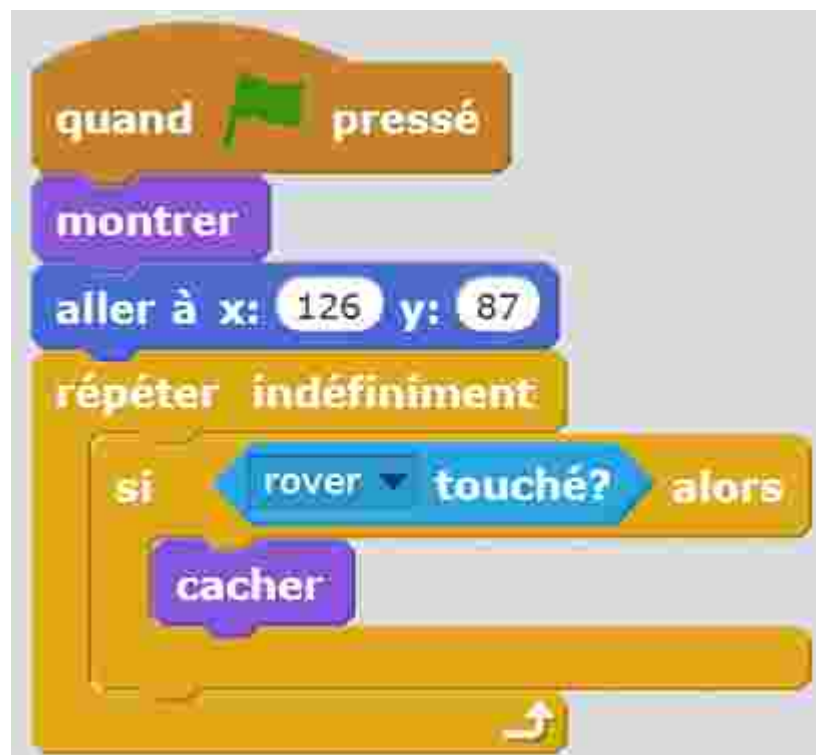 quand pressé
montrer
aller à x: 126 y: 87
répéter indéfiniment
si rover touché? alors
cacher